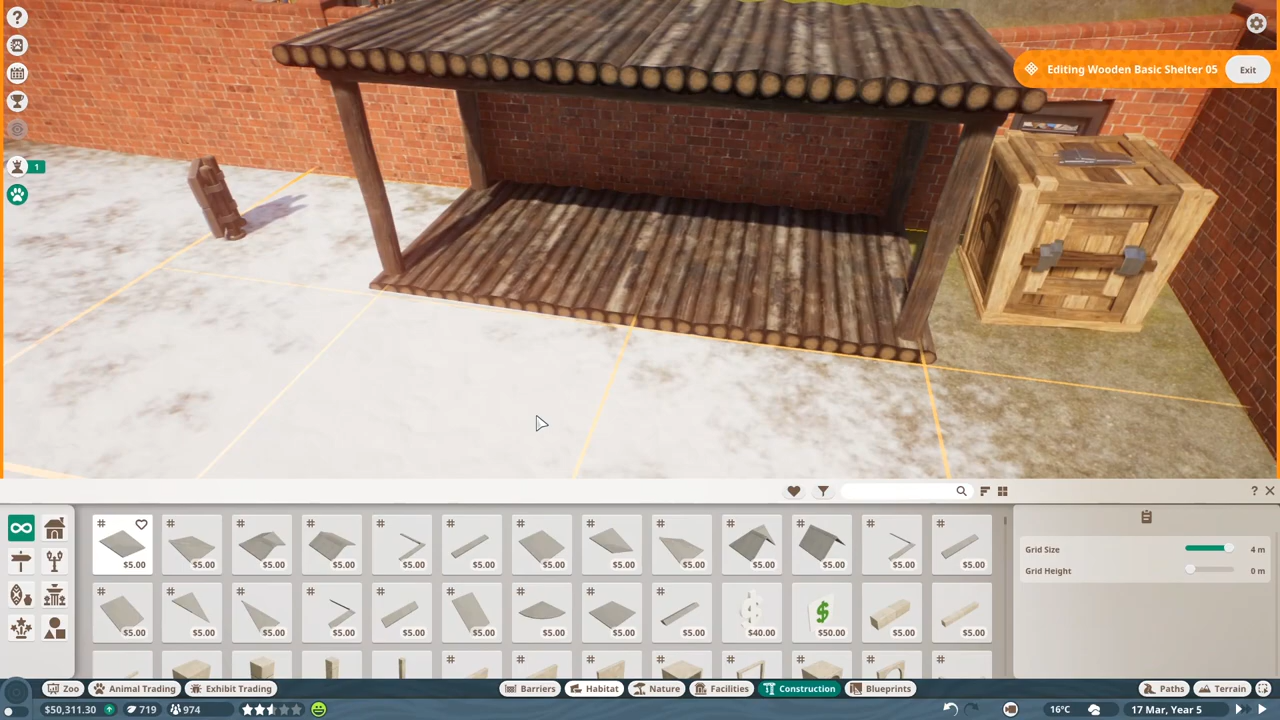 ?
Editing Wooden Basic Shelter 05 Exit
1
? ×
$5.00 $5.00 $5.00 $5.00 $5.00 $5.00 $5.00 $5.00 $5.00 $5.00 $5.00 $5.00 $5.00
Grid Size 4 m
Grid Height 0 m
$5.00 $5.00 $5.00 $5.00 $5.00 $5.00 $5.00 $5.00 $5.00 $40.00 $50.00 $5.00 $5.00
Zoo Animal Trading Exhibit Trading Barriers Habitat Nature Facilities Construction Blueprints Paths Terrain
$50,311.30 719 974 16°C 17 Mar, Year 5